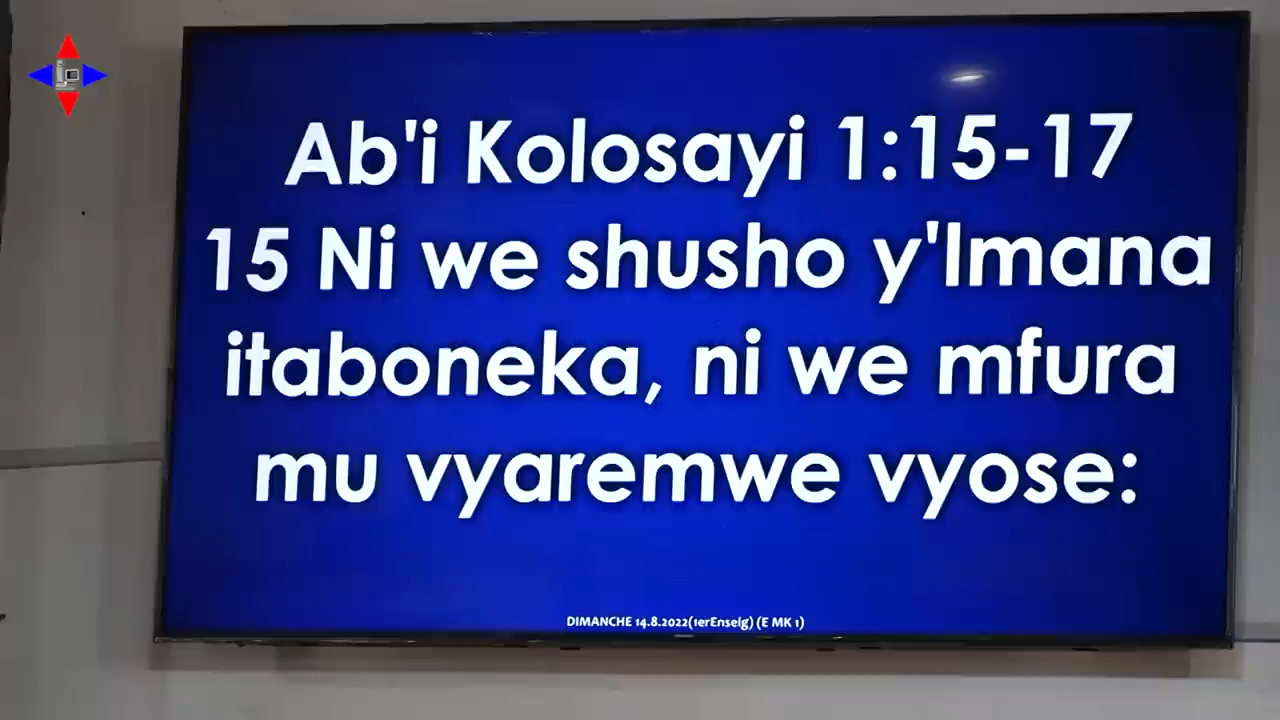 Ab'i Kolosayi 1:15-17
15 Ni we shusho y'Imana
itaboneka, ni we mfura
mu vyaremwe vyose:
DIMANCHE 14.8.2022(1erEnseig) (E MK 1)